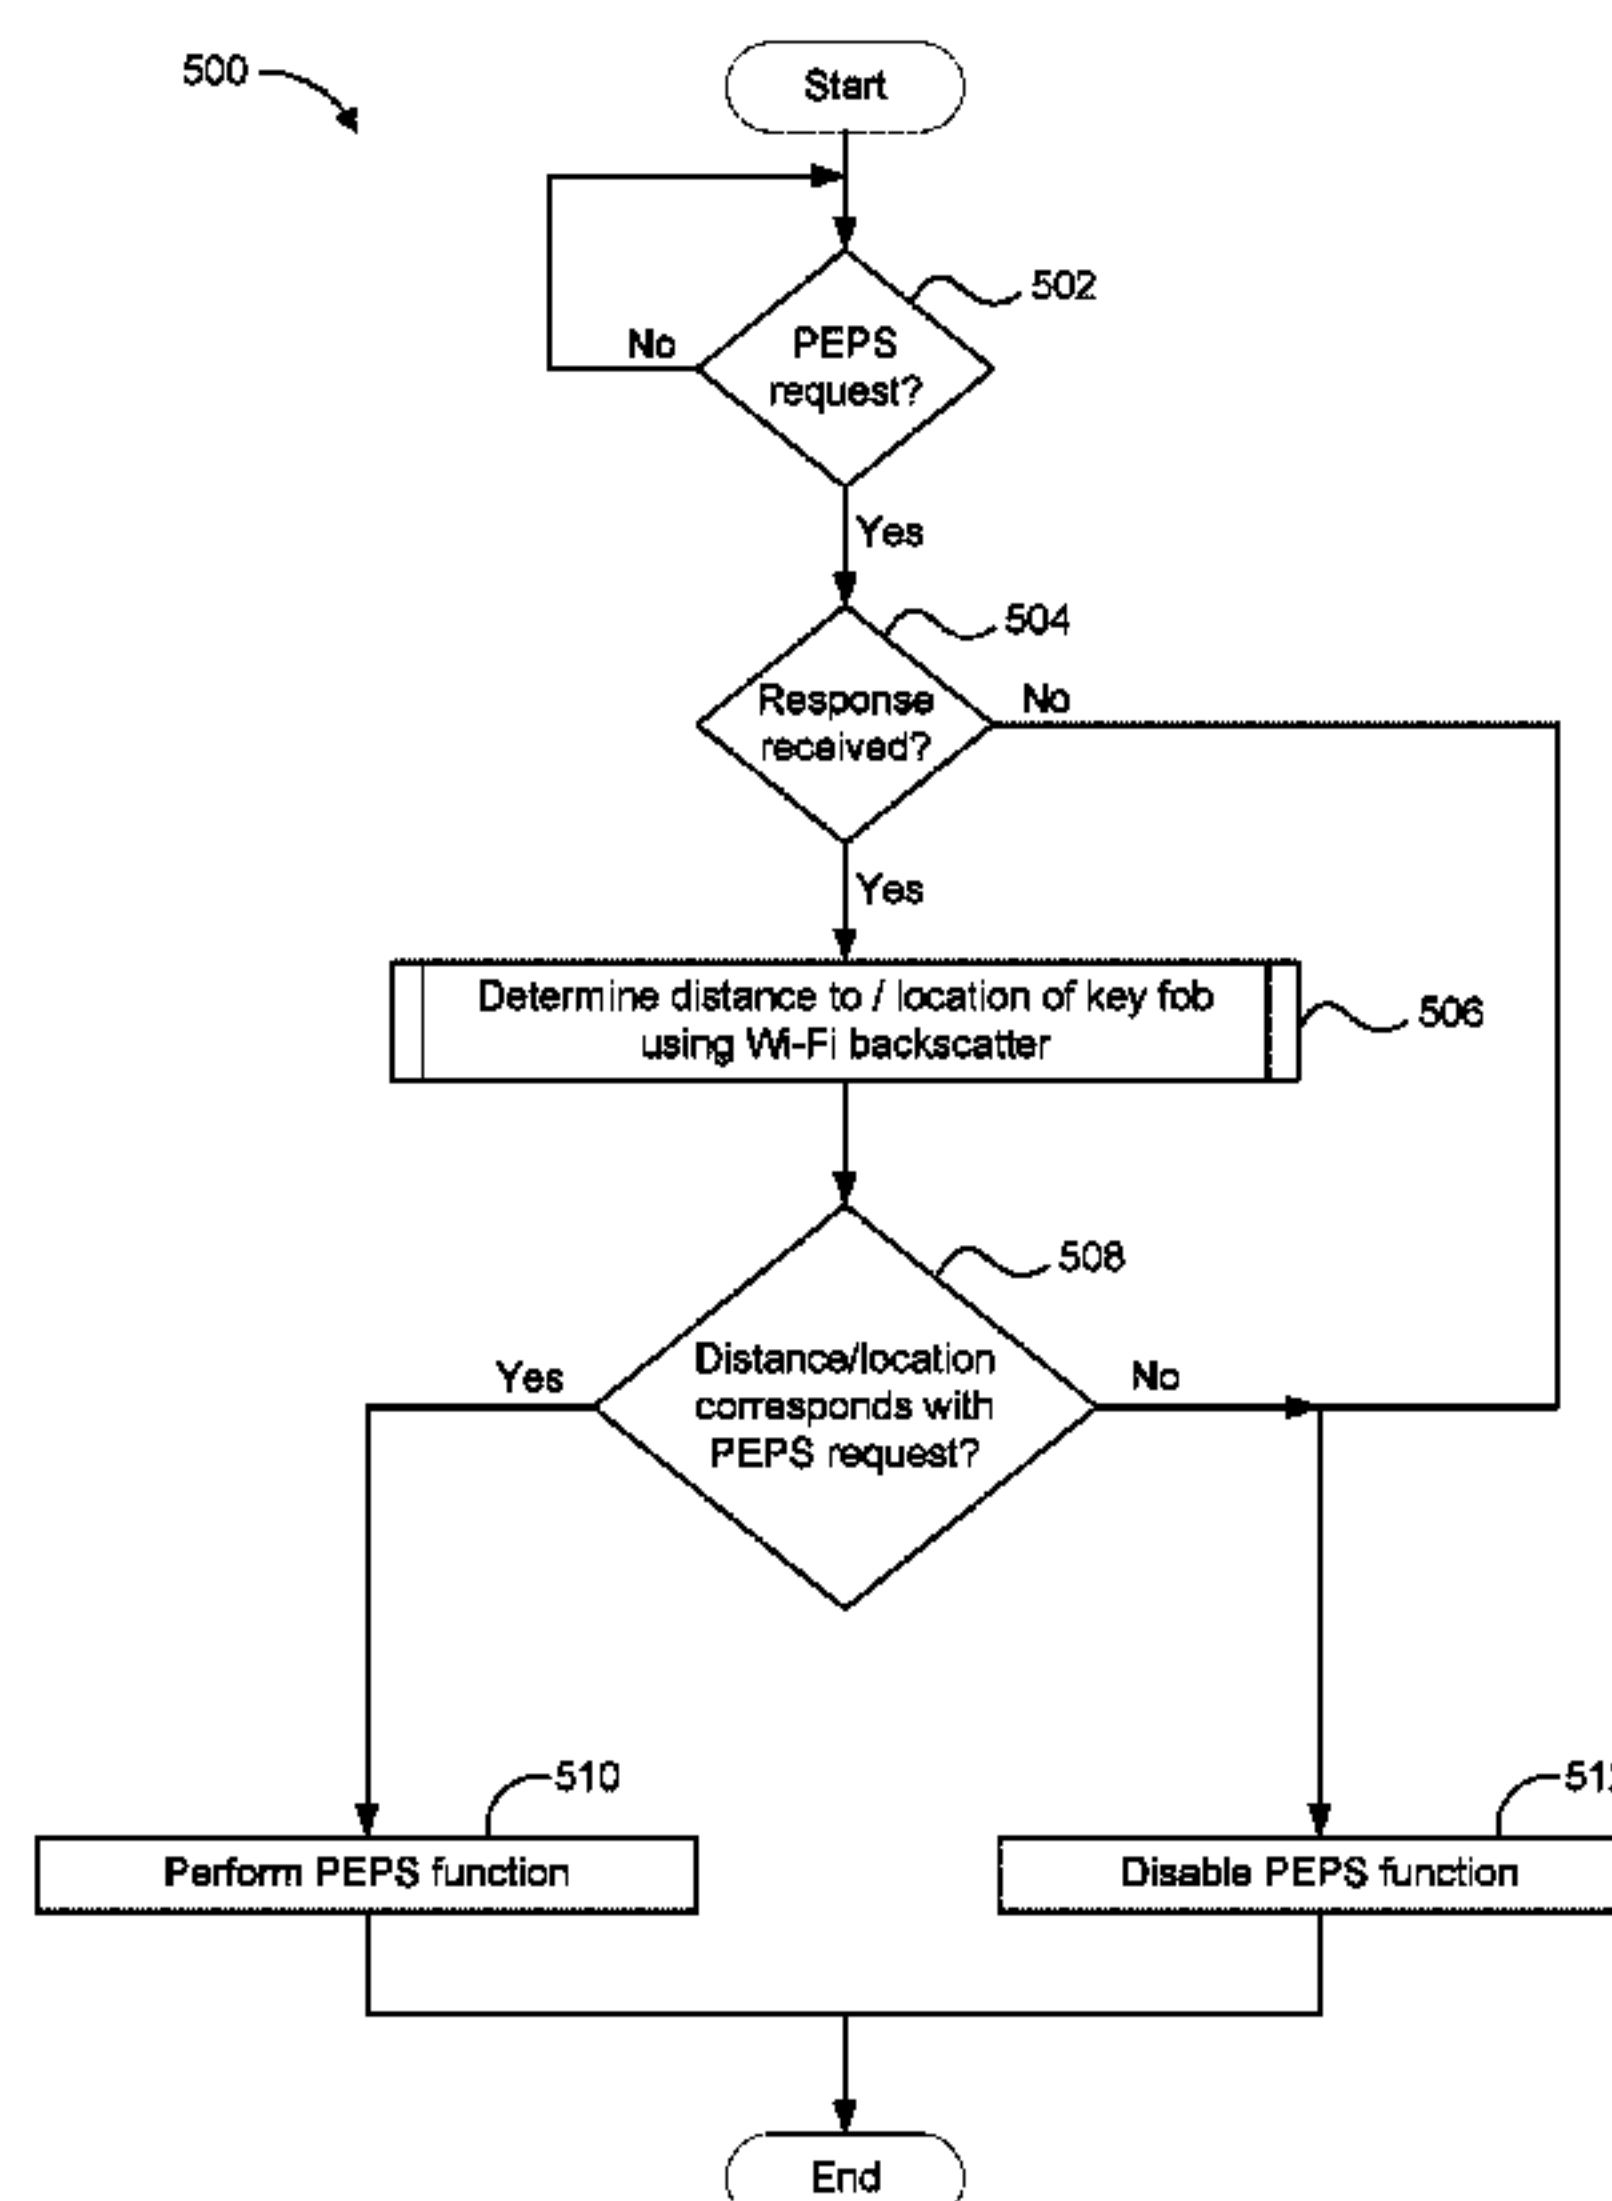 500
Start
502
No
PEPS
request?
Yes
504
Response
received?
No
Yes
Determine distance to / location of key fob
using Wi-Fi backscatter
506
508
Distance/location
corresponds with
PEPS request?
Yes
No
510
Perform PEPS function
Disable PEPS function
End